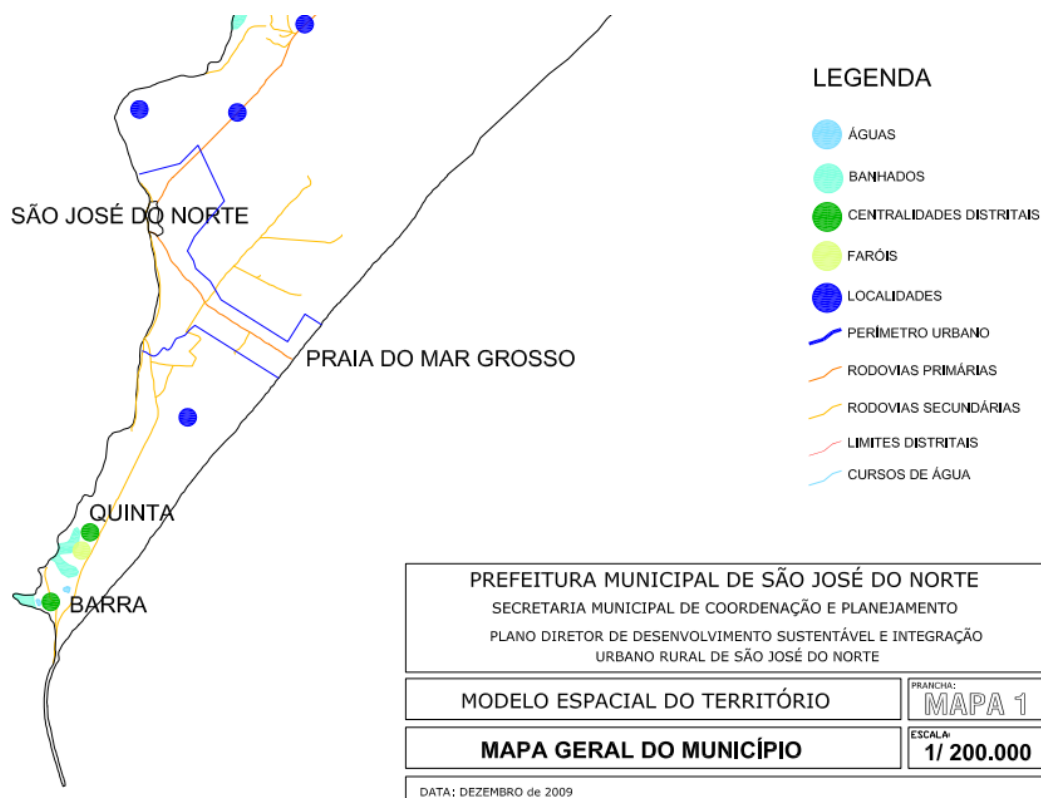 LEGENDA
ÁGUAS
BANHADOS
CENTRALIDADES DISTRITAIS
FARÓIS
LOCALIDADES
PERÍMETRO URBANO
RODOVIAS PRIMÁRIAS
RODOVIAS SECUNDÁRIAS
LIMITES DISTRITAIS
CURSOS DE ÁGUA
SÃO JOSÉ DO NORTE
PRAIA DO MAR GROSSO
QUINTA
BARRA
PREFEITURA MUNICIPAL DE SÃO JOSÉ DO NORTE
SECRETARIA MUNICIPAL DE COORDENAÇÃO E PLANEJAMENTO
PLANO DIRETOR DE DESENVOLVIMENTO SUSTENTÁVEL E INTEGRAÇÃO
URBANO RURAL DE SÃO JOSÉ DO NORTE
MODELO ESPACIAL DO TERRITÓRIO
PRANCHA:
MAPA 1
MAPA GERAL DO MUNICÍPIO
ESCALA:
1/ 200.000
DATA: DEZEMBRO de 2009